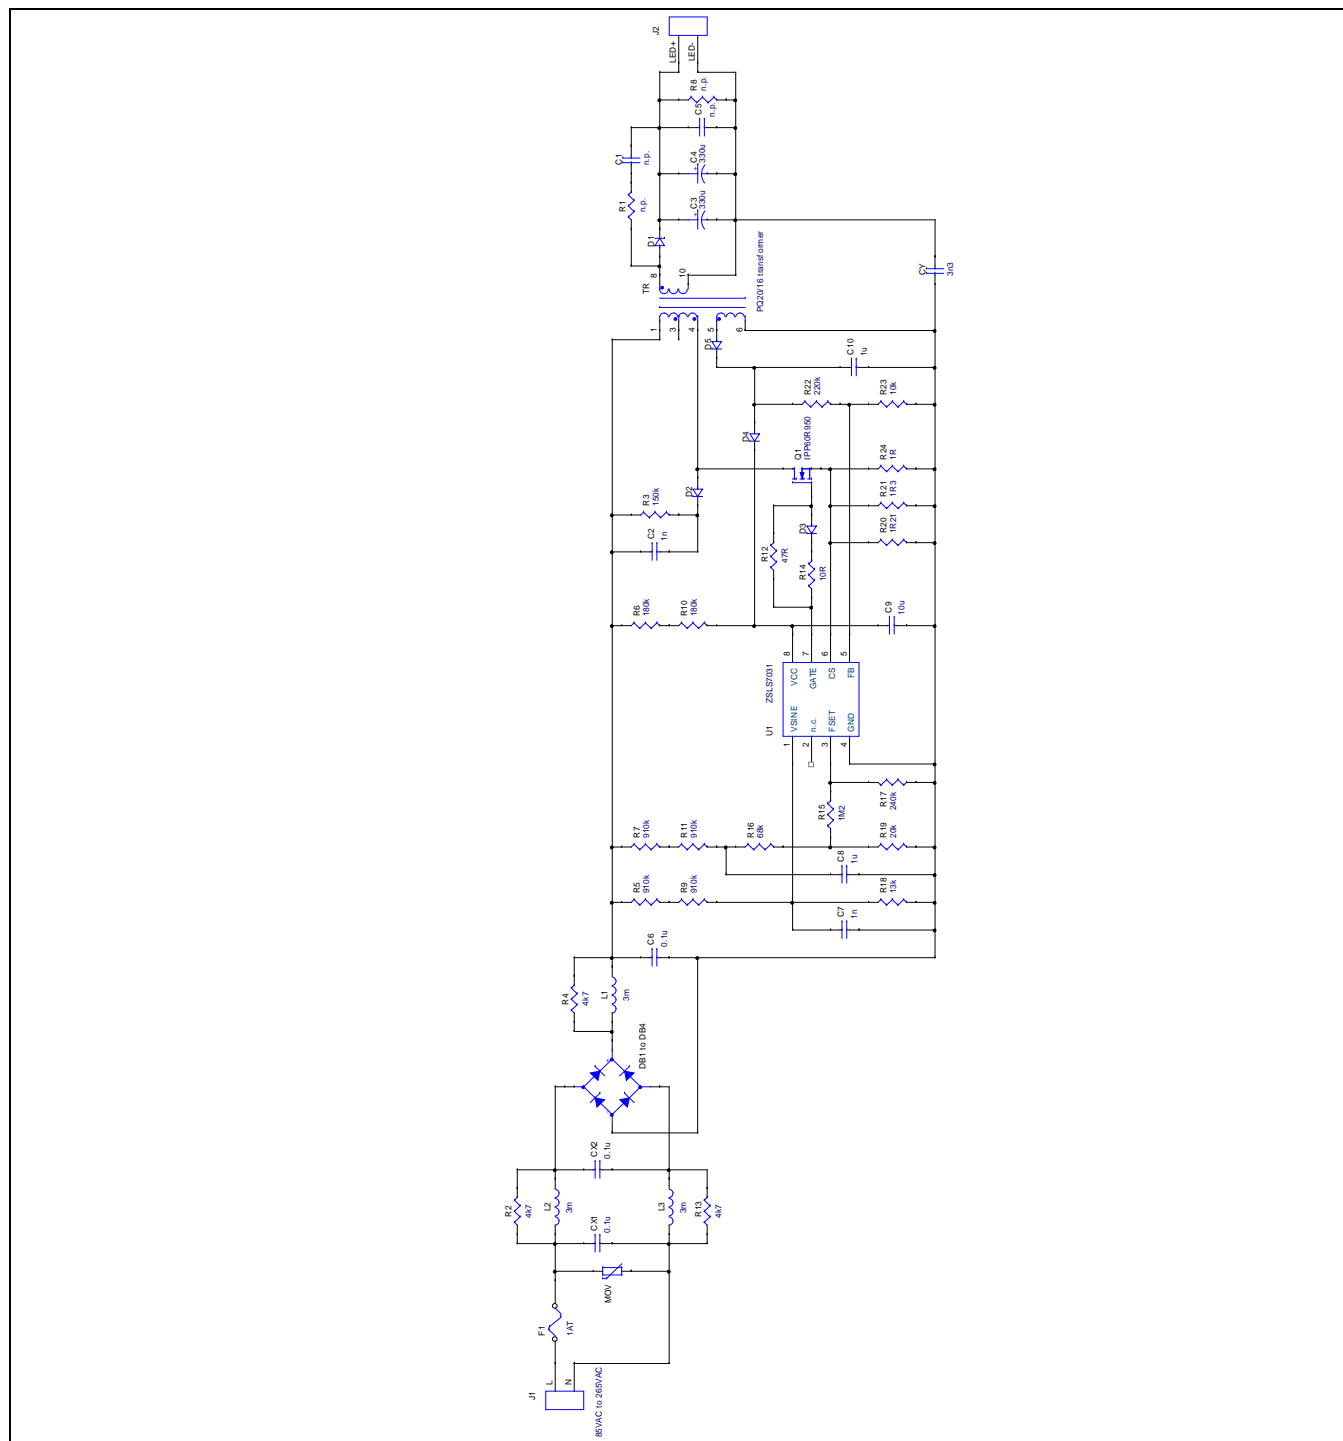 J2
LED+
LED-
R8
n.p.
C5
n.p.
C4
+
330u
C3
+
330u
C1
n.p.
R1
n.p.
D1
8
10
TR
PQ20/16 transformer
CY
3n3
1
3
4
5
6
D5
C10
1u
R22
220k
R23
10k
D4
Q1
IPP60R950
R24
1R
R21
1R3
R20
1R21
R3
150k
D2
C2
1n
R12
47R
D3
R14
10R
R6
180k
R10
180k
C9
10u
8
7
6
5
ZSLS7031
VCC
GATE
CS
FB
U1
VSINE
n.c.
FSET
GND
1
2
3
4
R15
1M2
R17
240k
R7
910k
R11
910k
R16
68k
R19
20k
C8
1u
R5
910k
R9
910k
R18
13k
C7
1n
C6
0.1u
R4
4k7
L1
3m
DB1 to DB4
+
-
CX2
0.1u
R2
4k7
L2
3m
L3
3m
R13
4k7
CX1
0.1u
MOV
F1
1AT
J1
L
N
85VAC to 265VAC